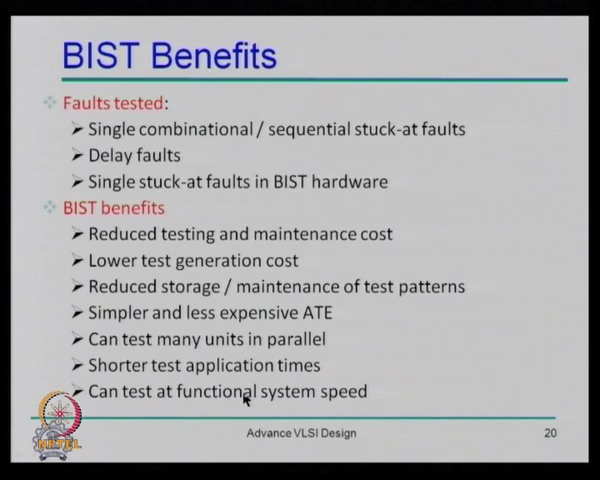 BIST Benefits
Faults tested:
Single combinational / sequential stuck-at faults
Delay faults
Single stuck-at faults in BIST hardware
BIST benefits
Reduced testing and maintenance cost
Lower test generation cost
Reduced storage / maintenance of test patterns
Simpler and less expensive ATE
Can test many units in parallel
Shorter test application times
Can test at functional system speed
NPTEL
Advance VLSI Design
20